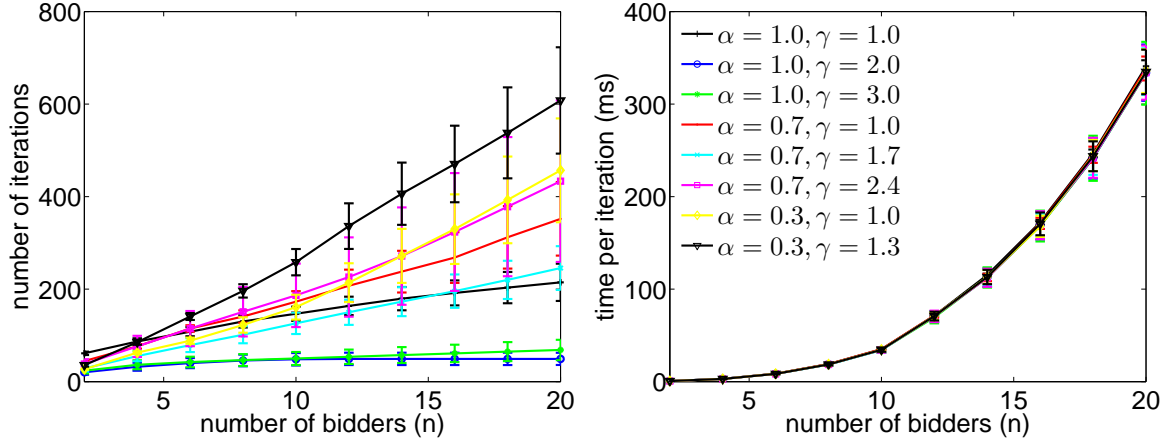 800
600
400
200
0
5
10
15
20
number of iterations
number of bidders (n)
400
300
200
100
0
5
10
15
20
time per iteration (ms)
number of bidders (n)
α = 1.0, γ = 1.0
α = 1.0, γ = 2.0
α = 1.0, γ = 3.0
α = 0.7, γ = 1.0
α = 0.7, γ = 1.7
α = 0.7, γ = 2.4
α = 0.3, γ = 1.0
α = 0.3, γ = 1.3